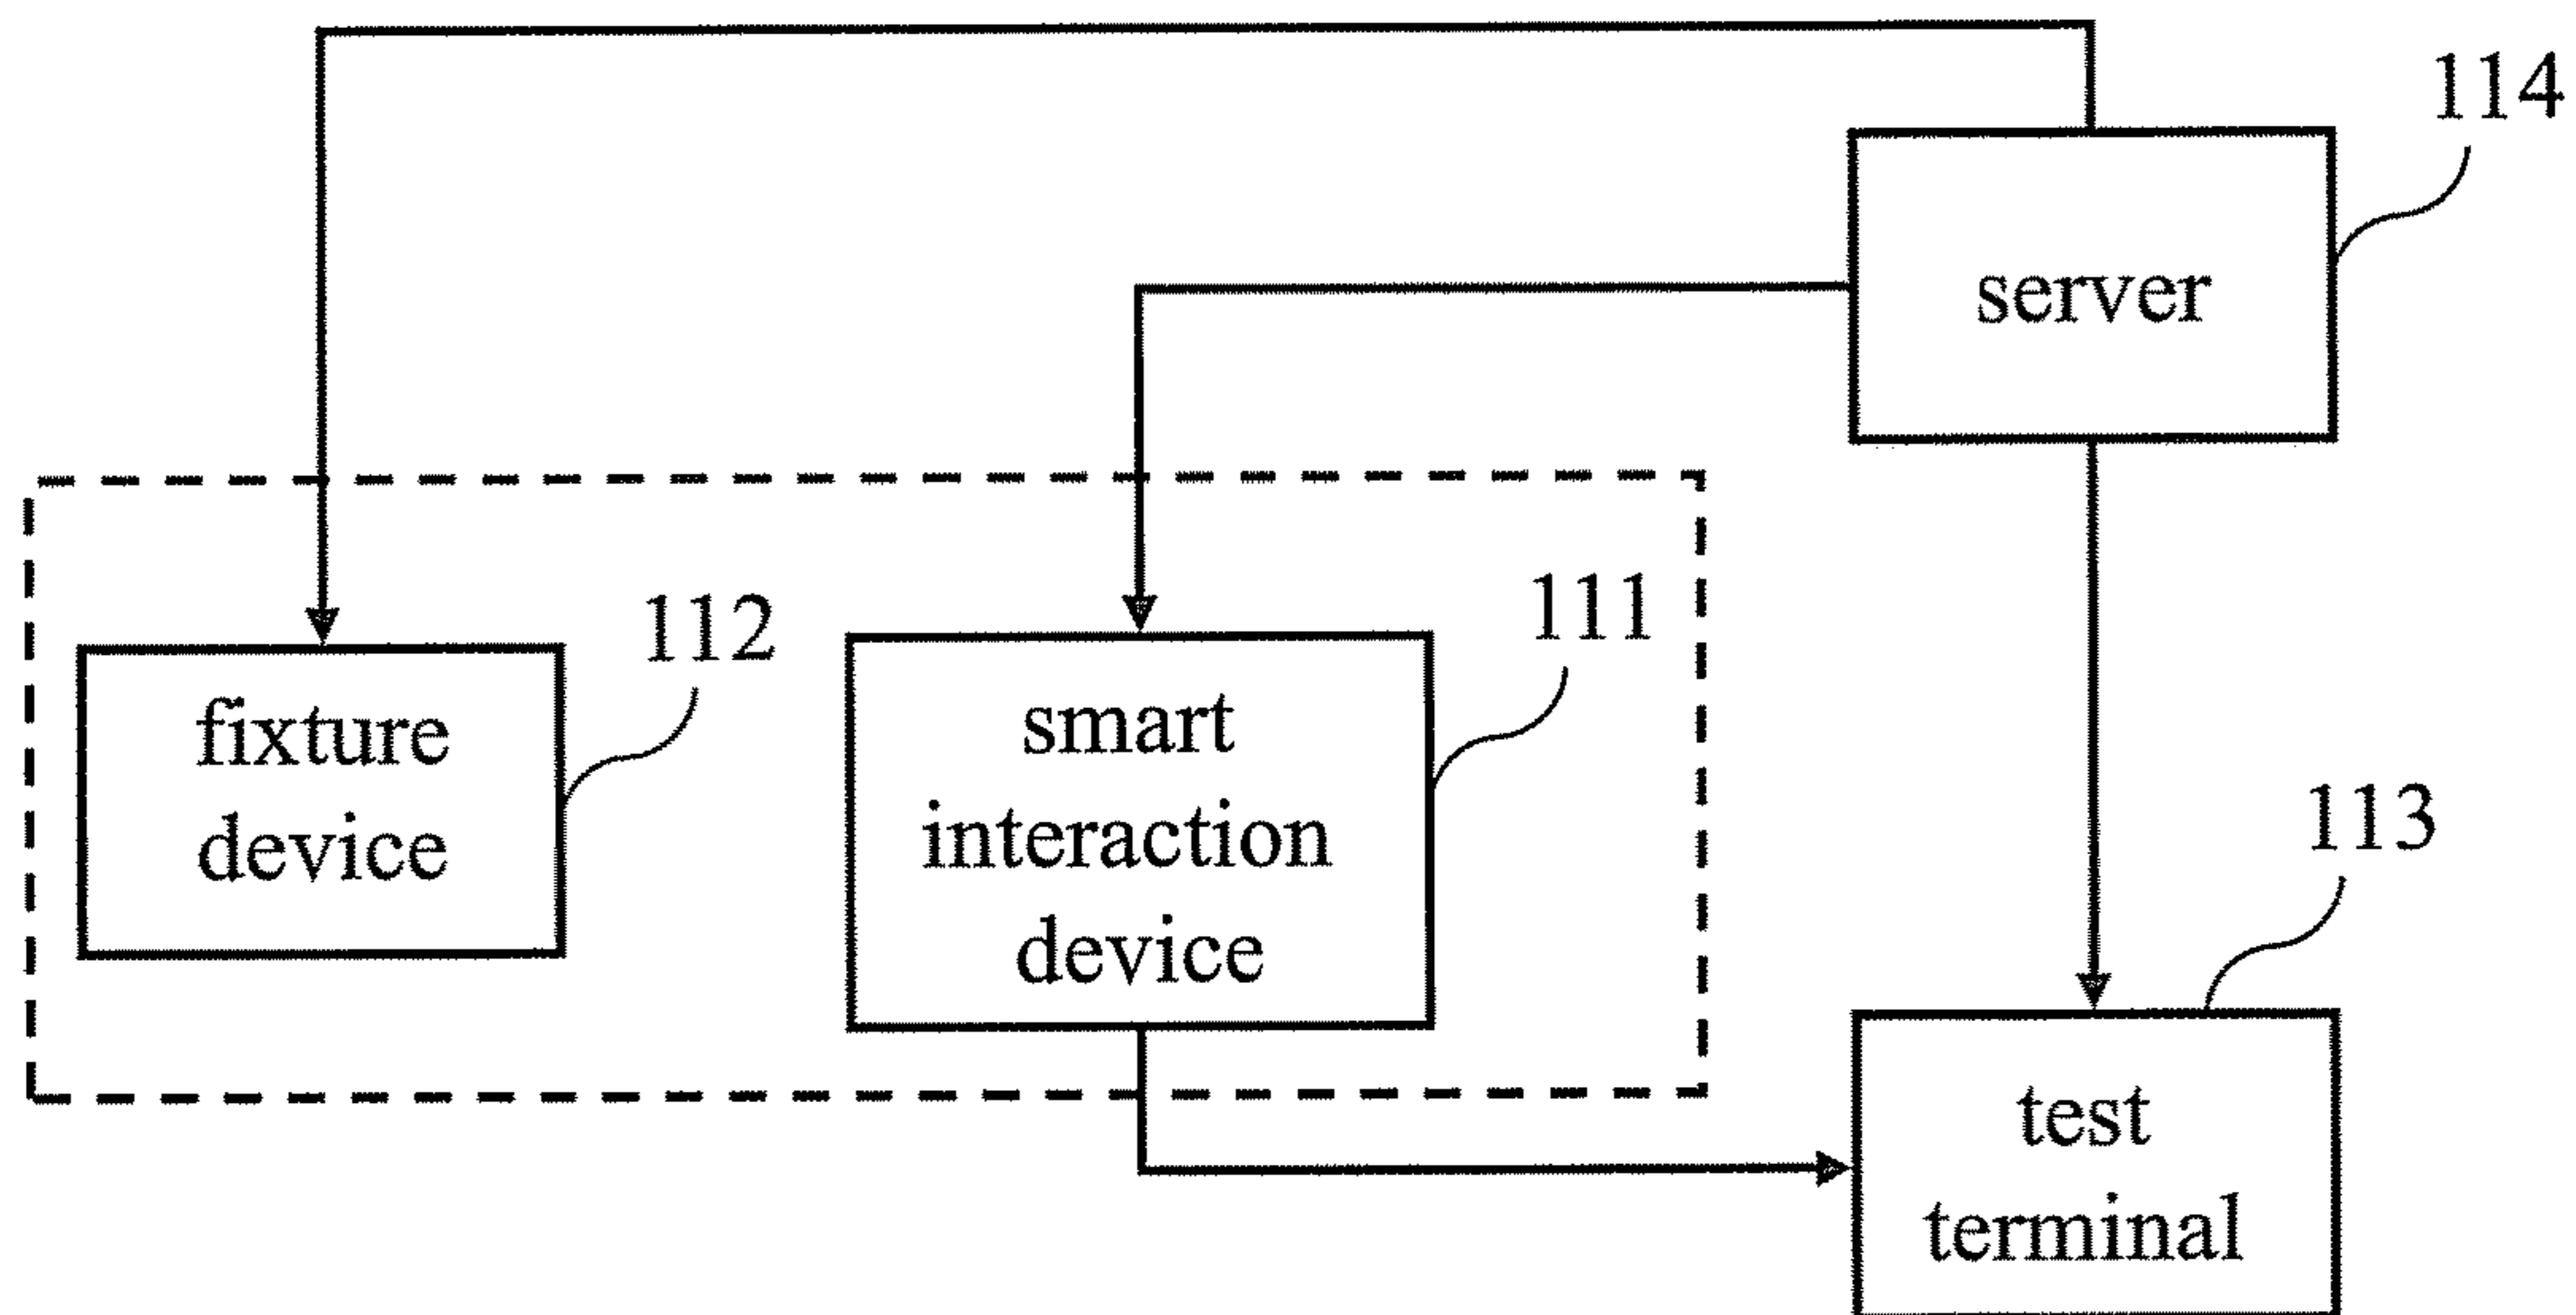 114
server
112
fixture
device
111
smart
interaction
device
113
test
terminal